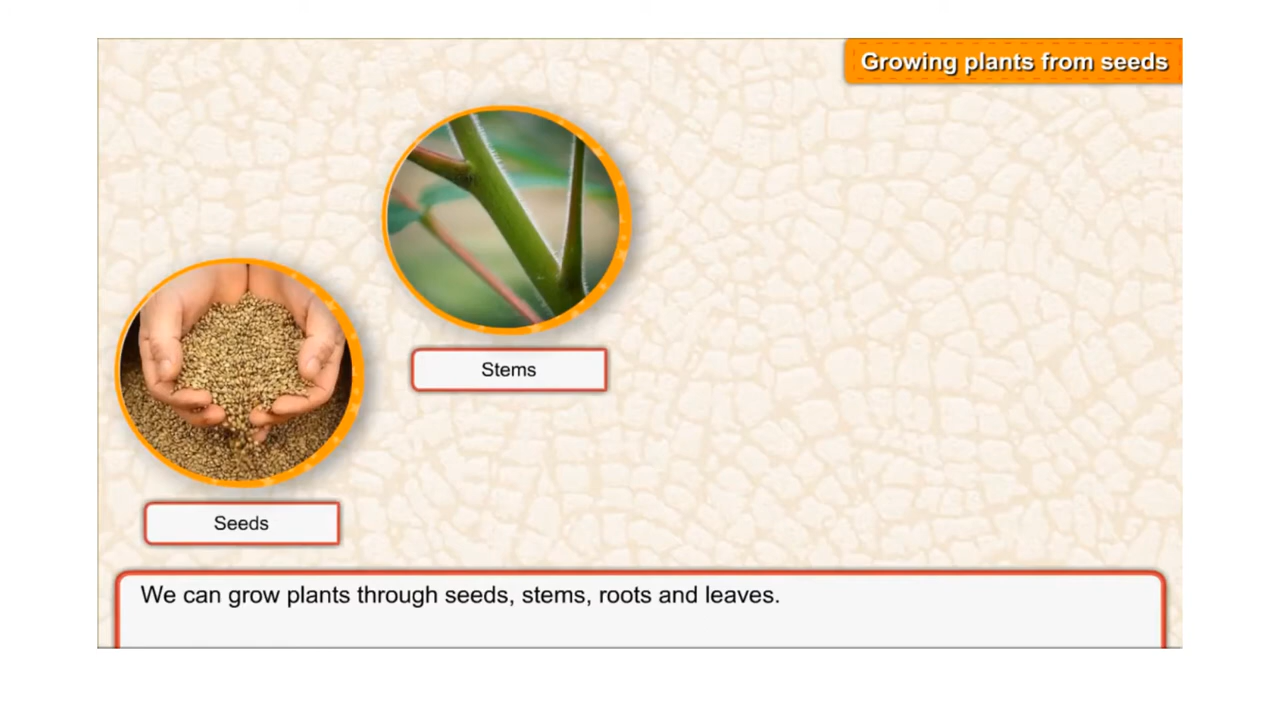 Growing plants from seeds
Stems
Seeds
We can grow plants through seeds, stems, roots and leaves.